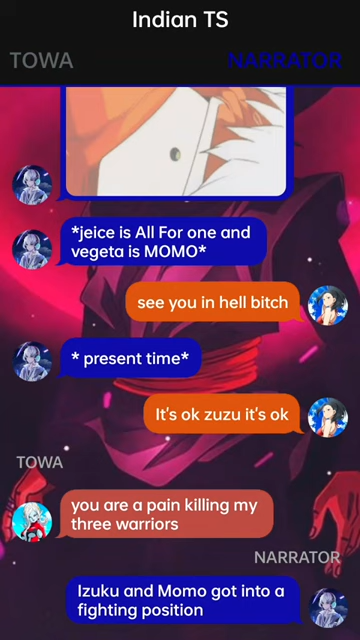 Indian TS
TOWA
NARRATOR
*jeice is All For one and
vegeta is MOMO*
see you in hell bitch
* present time*
It's ok zuzu it's ok
TOWA
you are a pain killing my
three warriors
NARRATOR
Izuku and Momo got into a
fighting position